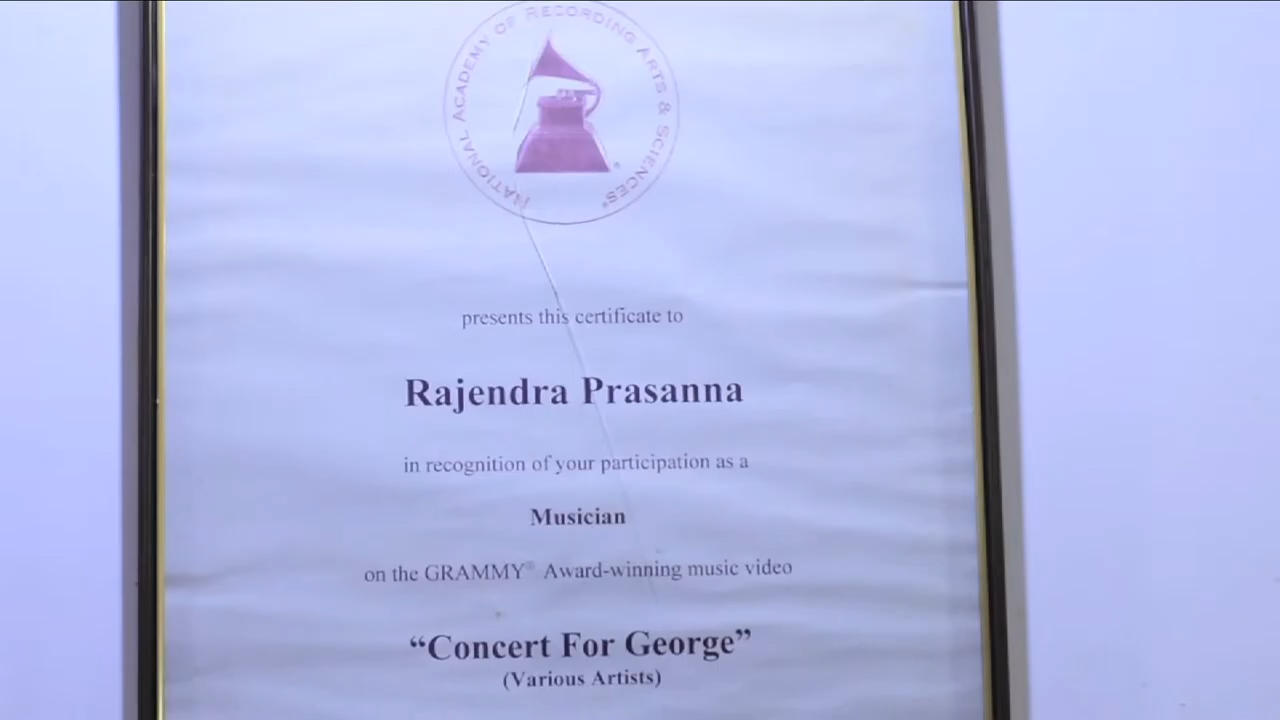 NATIONAL ACADEMY OF RECORDING ARTS & SCIENCES®
presents this certificate to
Rajendra Prasanna
in recognition of your participation as a
Musician
on the GRAMMY® Award-winning music video
“Concert For George”
(Various Artists)